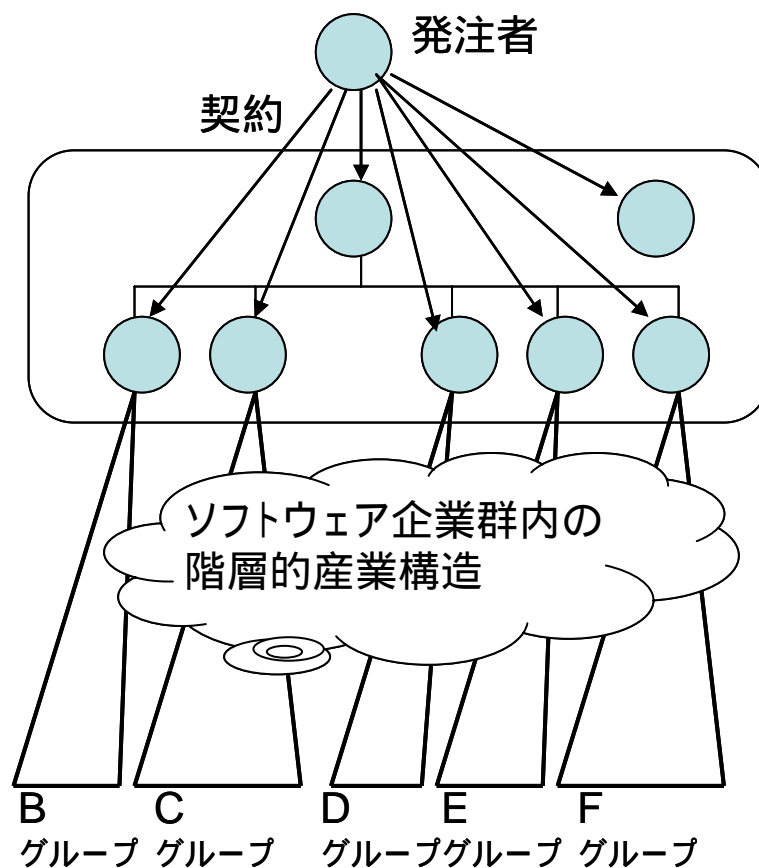 発注者
契約
ソフトウェア企業群内の
階層的産業構造
B C D E F
グループ グループ グループ グループ グループ